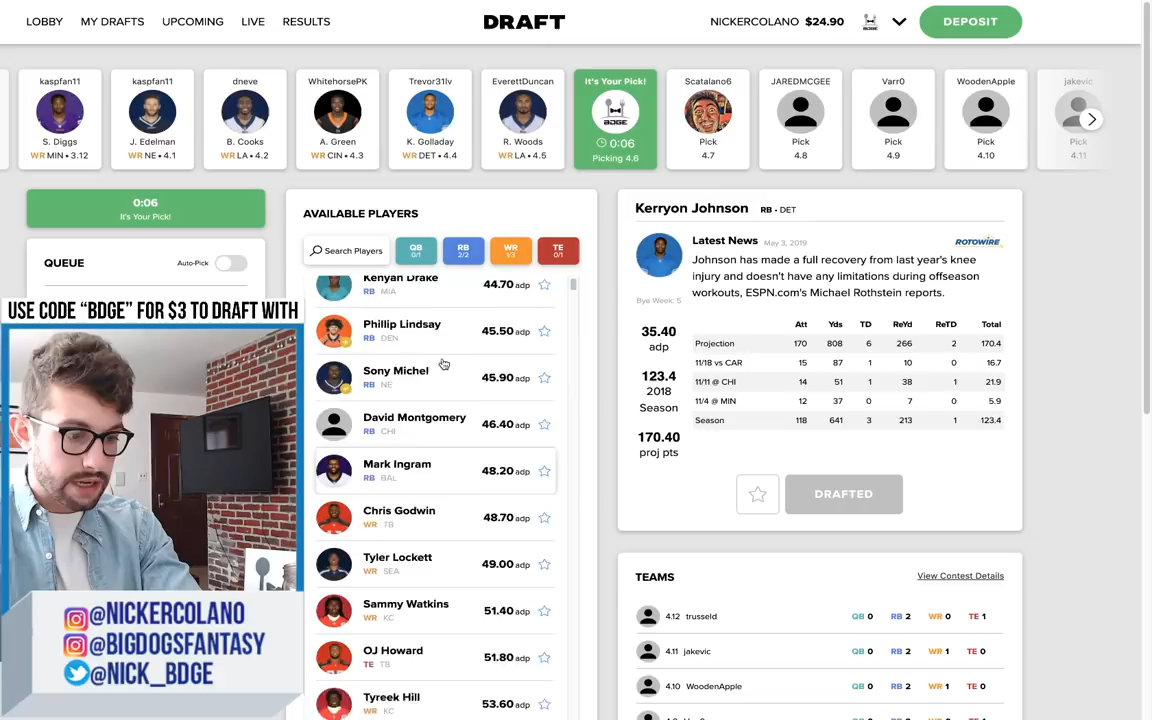 LOBBY MY DRAFTS UPCOMING LIVE RESULTS DRAFT NICKERCOLANO $24.90 DEPOSIT
kaspfan11 kaspfan11 dneve WhitehorsePK Trevor31lv EverettDuncan It's Your Pick! Scatalano6 JAREDMCGEE Varr0 WoodenApple jakevic
BDGE
S. Diggs J. Edelman B. Cooks A. Green K. Golladay R. Woods 0:06 Pick Pick Pick Pick Pick
WR MIN • 3.12 WR NE • 4.1 WR LA • 4.2 WR CIN • 4.3 WR DET • 4.4 WR LA • 4.5 Picking 4.6 4.7 4.8 4.9 4.10 4.11
0:06
It's Your Pick!
QUEUE Auto-Pick
USE CODE "BDGE" FOR $3 TO DRAFT WITH
@NICKERCOLANO
@BIGDOGSFANTASY
@NICK_BDGE
AVAILABLE PLAYERS
Search Players QB 0/1 RB 2/2 WR 1/3 TE 0/1
Kenyan Drake 44.70 adp
RB MIA
Phillip Lindsay 45.50 adp
RB DEN
Sony Michel 45.90 adp
RB NE
David Montgomery 46.40 adp
RB CHI
Mark Ingram 48.20 adp
RB BAL
Chris Godwin 48.70 adp
WR TB
Tyler Lockett 49.00 adp
WR SEA
Sammy Watkins 51.40 adp
WR KC
OJ Howard 51.80 adp
TE TB
Tyreek Hill 53.60 adp
WR KC
Kerryon Johnson RB • DET
Latest News May 3, 2019 ROTOWIRE
Johnson has made a full recovery from last year's knee
injury and doesn't have any limitations during offseason
workouts, ESPN.com's Michael Rothstein reports.
Bye Week: 5
35.40
adp
123.4
2018
Season
170.40
proj pts
Att Yds TD ReYd ReTD Total
Projection 170 808 6 266 2 170.4
11/18 vs CAR 15 87 1 10 0 16.7
11/11 @ CHI 14 51 1 38 1 21.9
11/4 @ MIN 12 37 0 7 0 5.9
Season 118 641 3 213 1 123.4
DRAFTED
TEAMS View Contest Details
4.12 trusseld QB 0 RB 2 WR 0 TE 1
4.11 jakevic QB 0 RB 2 WR 1 TE 0
4.10 WoodenApple QB 0 RB 2 WR 1 TE 0